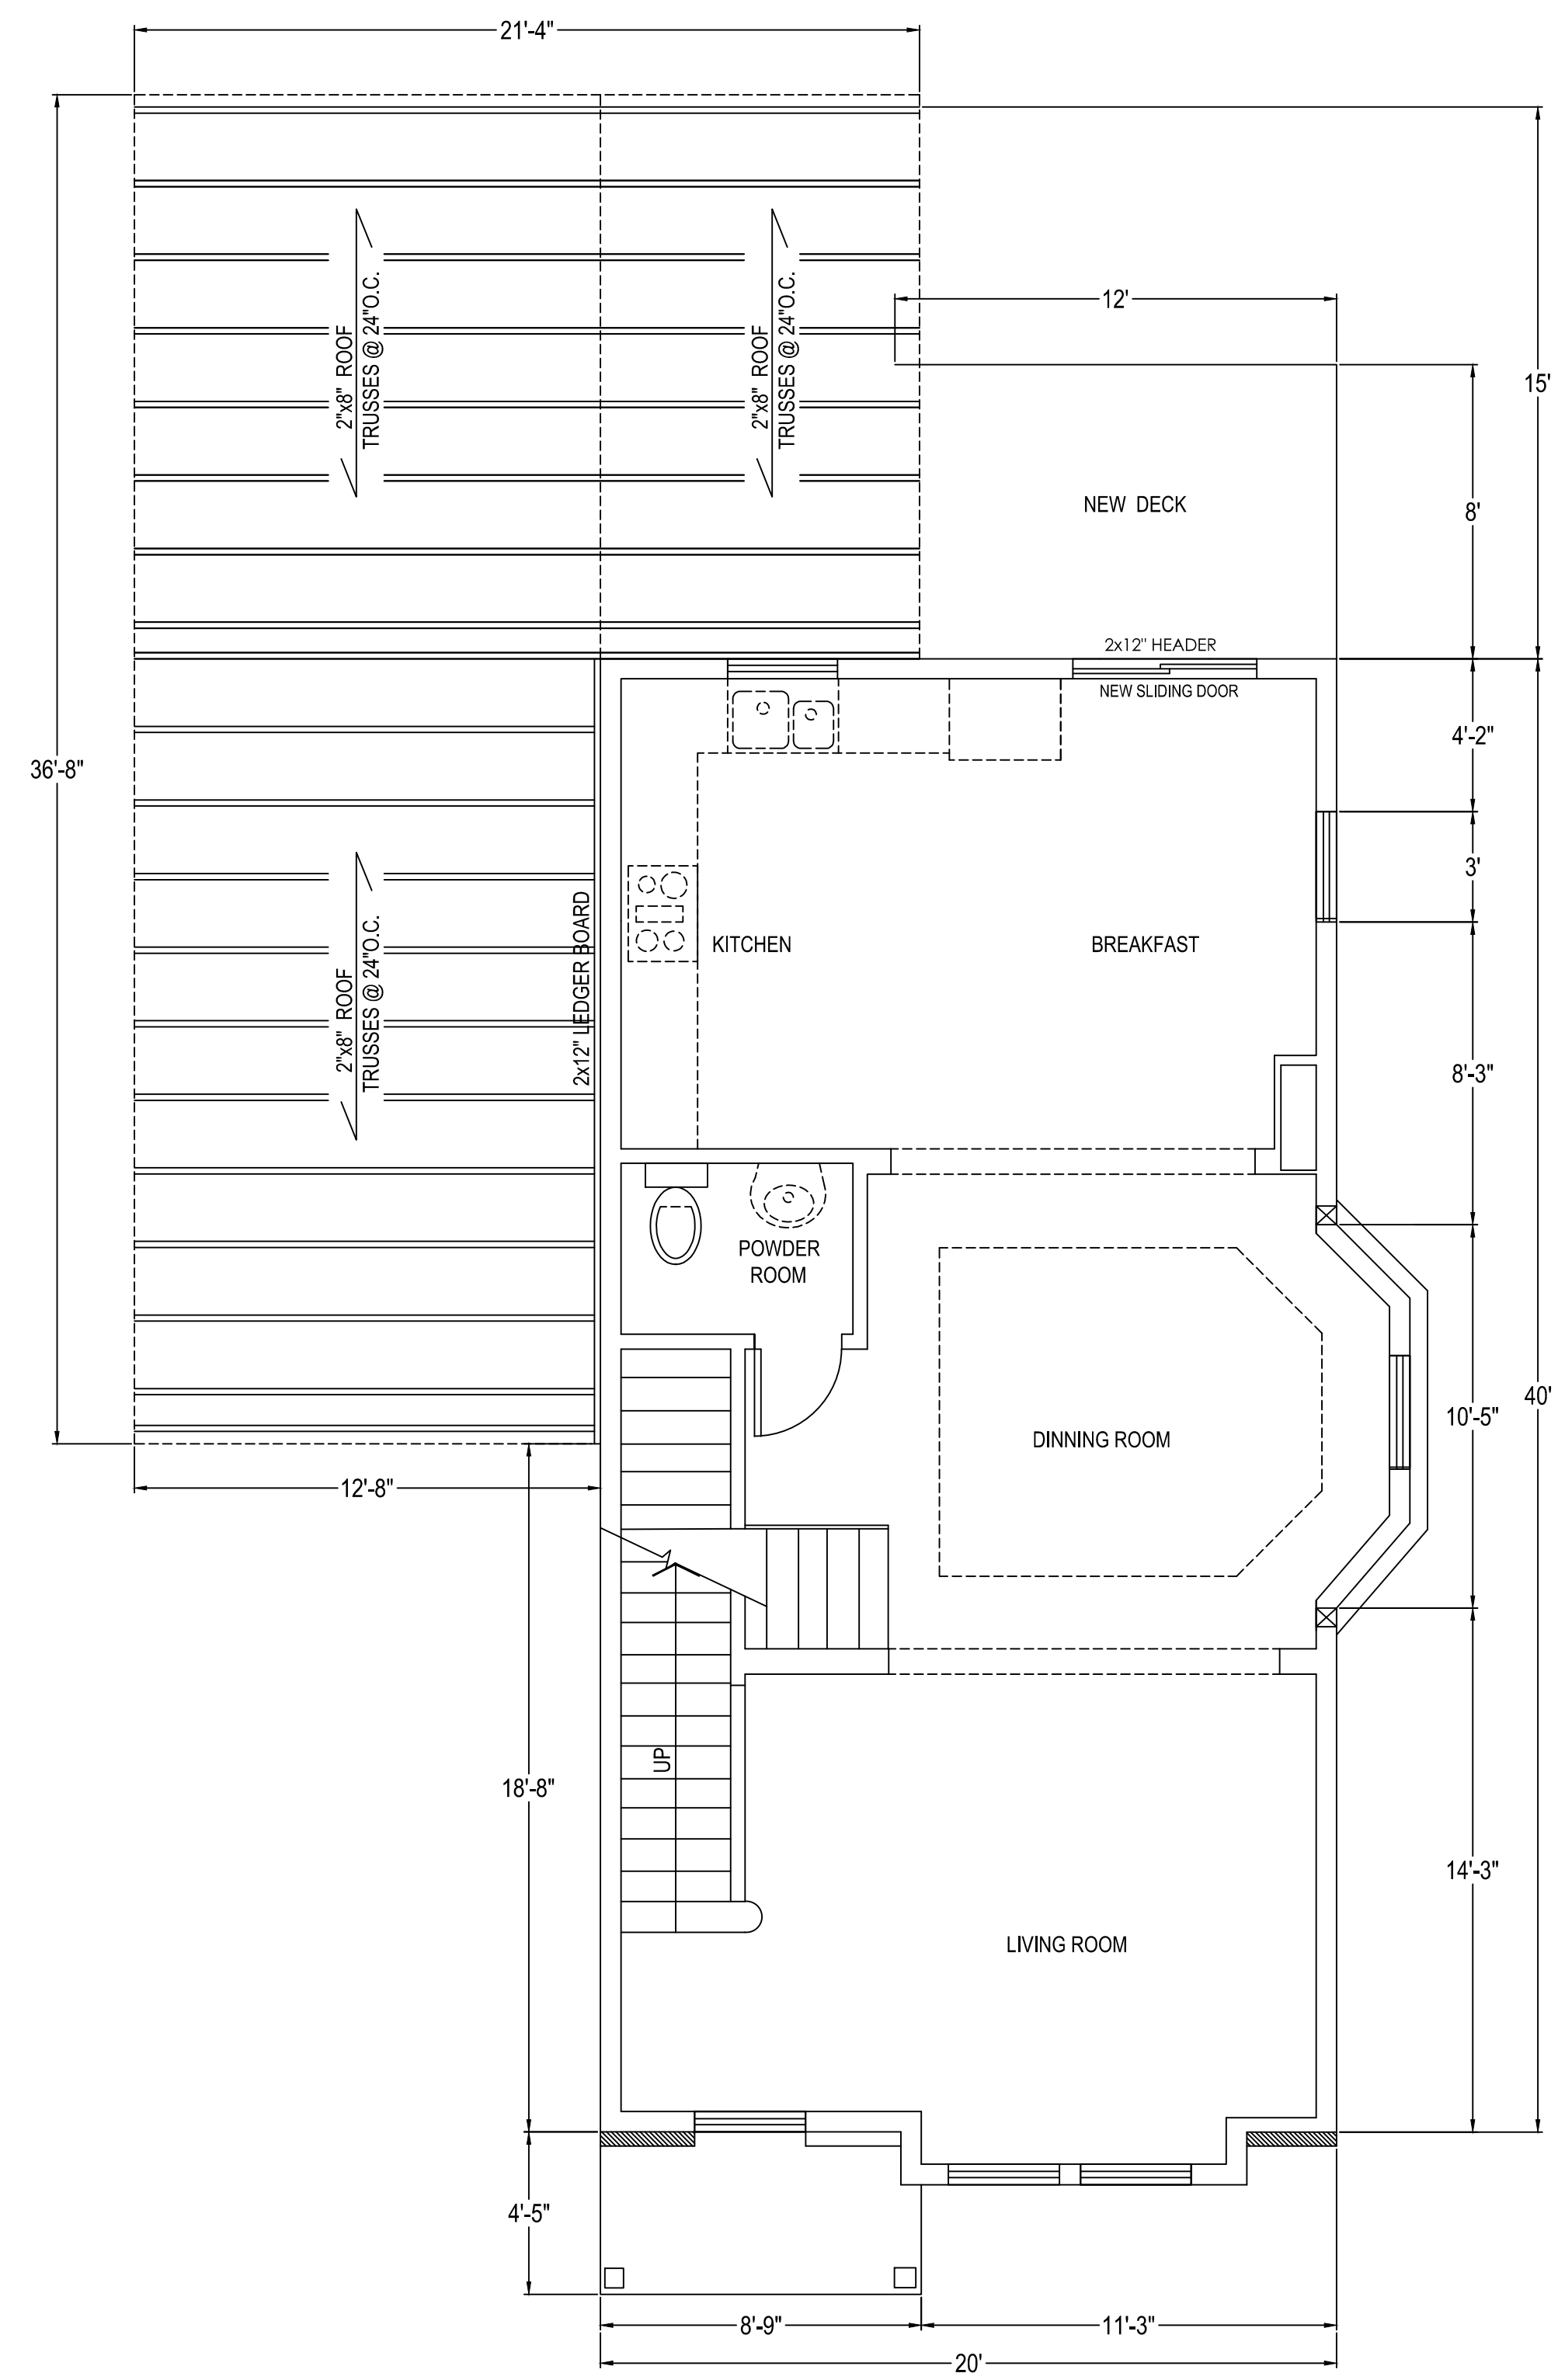 21'-4"
12'
2"x8" ROOF
TRUSSES @ 24"O.C.
2"x8" ROOF
TRUSSES @ 24"O.C.
15'
8'
NEW DECK
2x12" HEADER
NEW SLIDING DOOR
4'-2"
36'-8"
3'
2x12" LEDGER BOARD
KITCHEN
BREAKFAST
2"x8" ROOF
TRUSSES @ 24"O.C.
8'-3"
POWDER
ROOM
40'
10'-5"
DINNING ROOM
12'-8"
UP
18'-8"
14'-3"
LIVING ROOM
4'-5"
8'-9"
11'-3"
20'